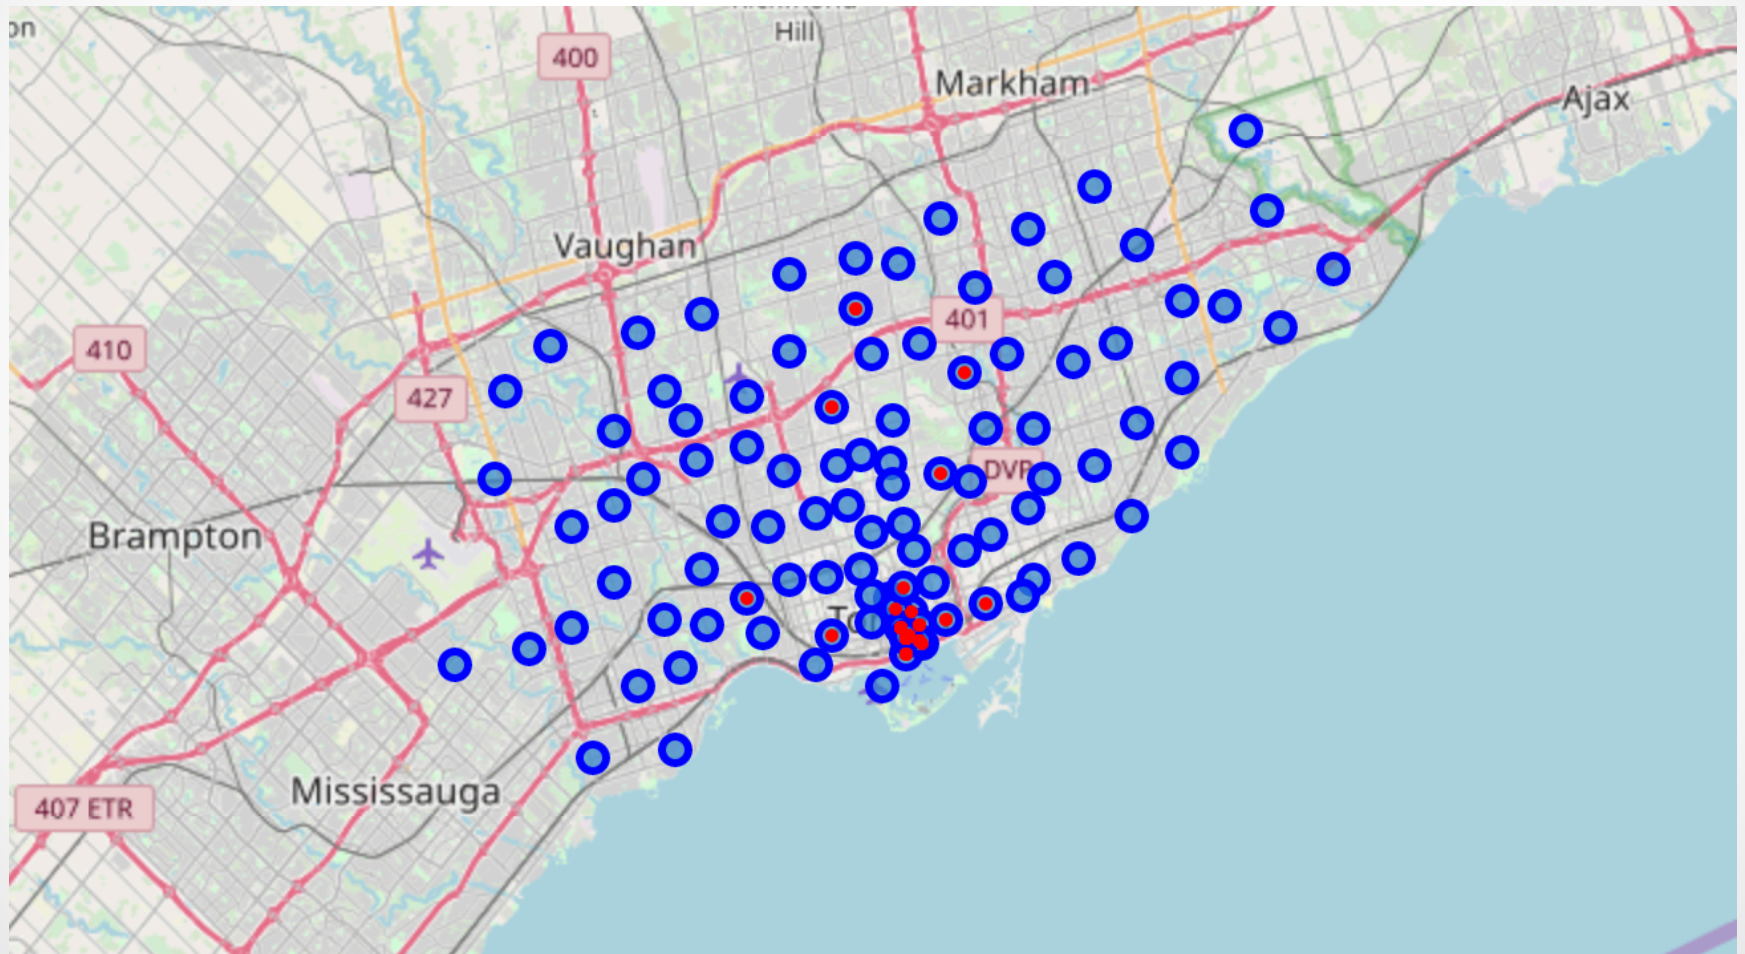 on
Hill
400
Markham
Ajax
Vaughan
401
410
427
DVP
Brampton
Mississauga
407 ETR